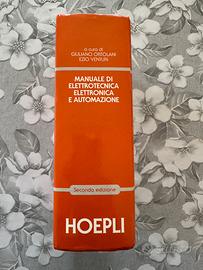 a cura di
GIULIANO ORTOLANI
EZIO VENTURI
MANUALE DI
ELETTROTECNICA
ELETTRONICA
E AUTOMAZIONE
Seconda edizione
HOEPLI